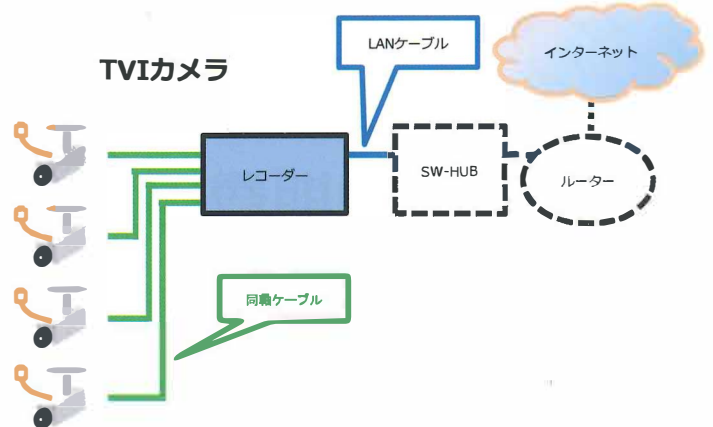 LANケーブル
インターネット
TVIカメラ
レコーダー
SW-HUB
ルーター
同軸ケーブル